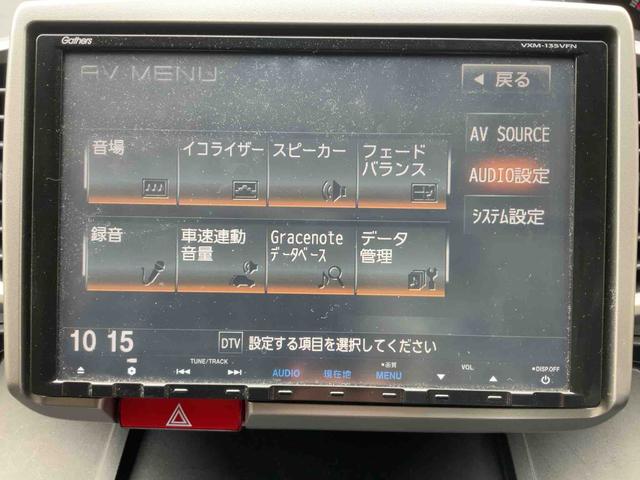 Gathers
VXM-135VFN
AV MENU
戻る
音場
イコライザー
スピーカー
フェード
バランス
AV SOURCE
AUDIO設定
システム設定
録音
車速連動
音量
Gracenote
データベース
データ
管理
10 15
DTV 設定する項目を選択してください
TUNE/TRACK
AUDIO
現在地
*画質
MENU
VOL
*DISP.OFF